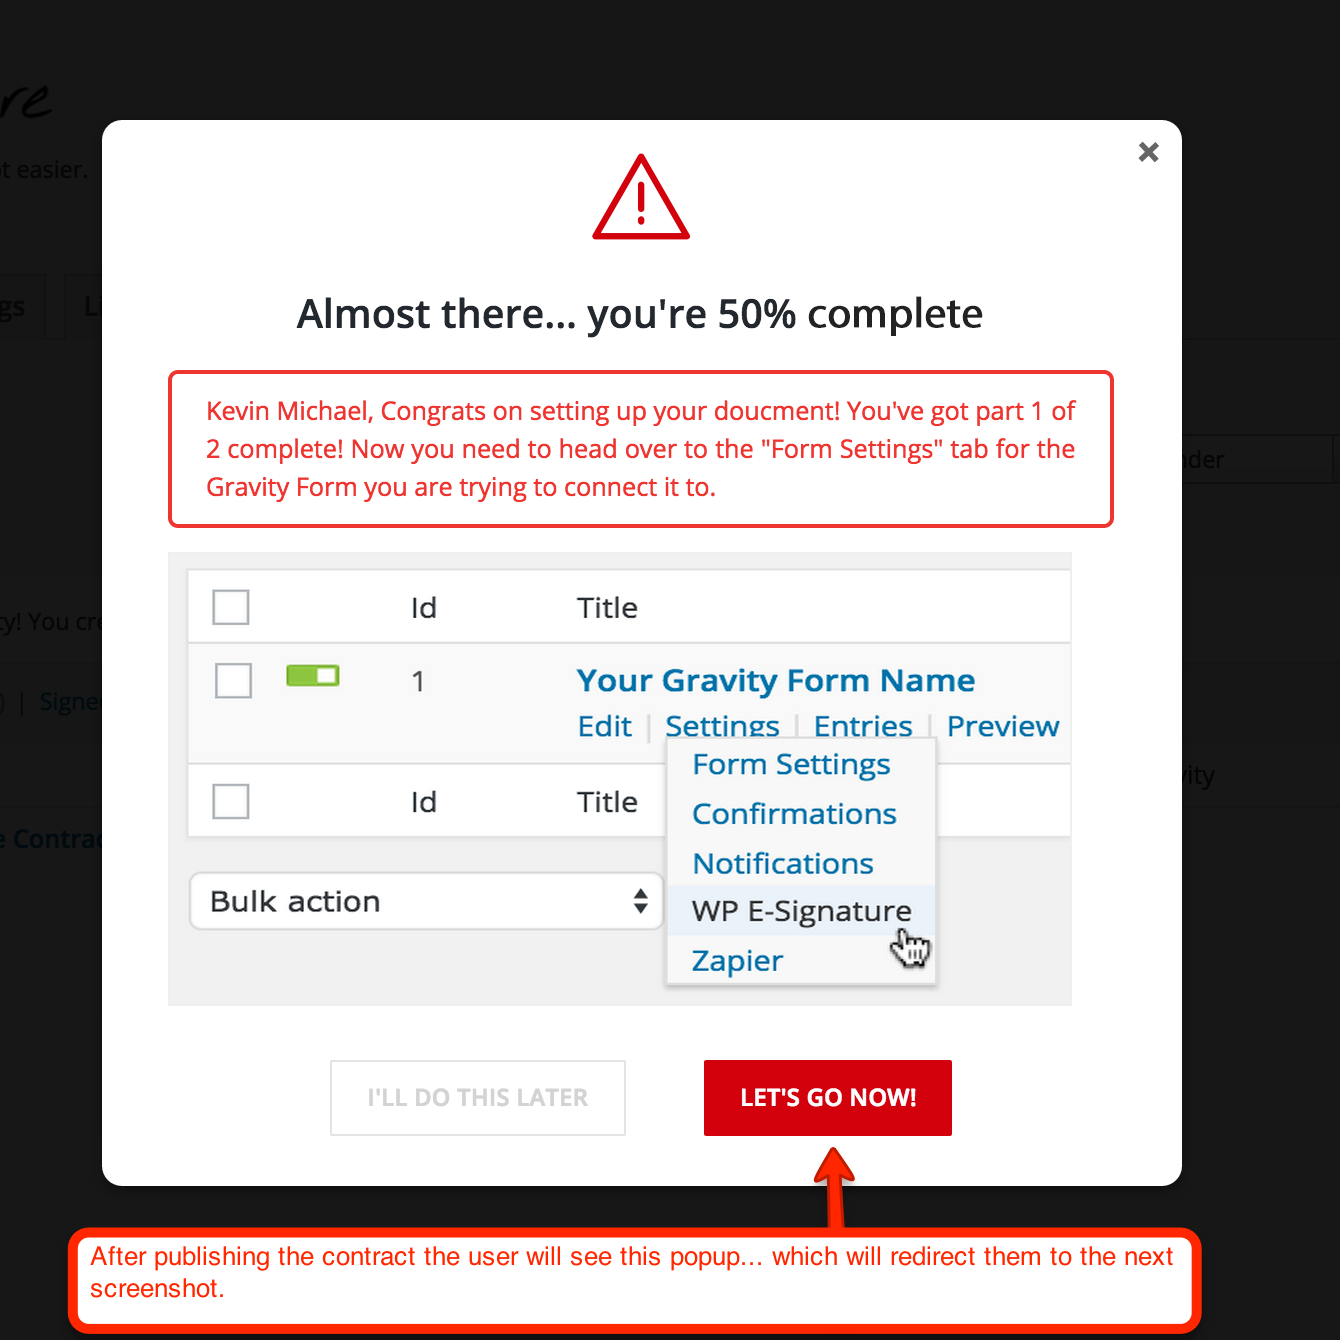 re
t easier.
gs
L
Almost there... you're 50% complete
Kevin Michael, Congrats on setting up your doucment! You've got part 1 of
2 complete! Now you need to head over to the "Form Settings" tab for the
Gravity Form you are trying to connect it to.
nder
Id Title
ty! You cre
1 Your Gravity Form Name
) | Signe
Edit | Settings | Entries | Preview
Form Settings
vity
Id Title
Confirmations
e Contrac
Notifications
Bulk action
WP E-Signature
Zapier
I'LL DO THIS LATER
LET'S GO NOW!
After publishing the contract the user will see this popup... which will redirect them to the next
screenshot.